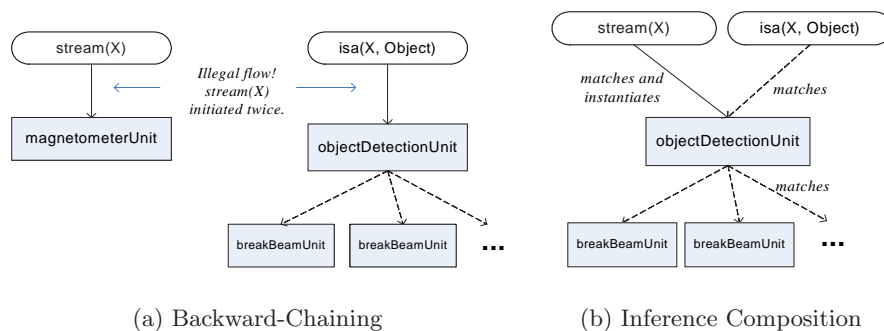 stream(X)
isa(X, Object)
Illegal flow!
stream(X)
initiated twice.
magnetometerUnit
objectDetectionUnit
breakBeamUnit
breakBeamUnit
...
(a) Backward-Chaining
stream(X)
isa(X, Object)
matches and
instantiates
matches
objectDetectionUnit
matches
breakBeamUnit
breakBeamUnit
...
(b) Inference Composition